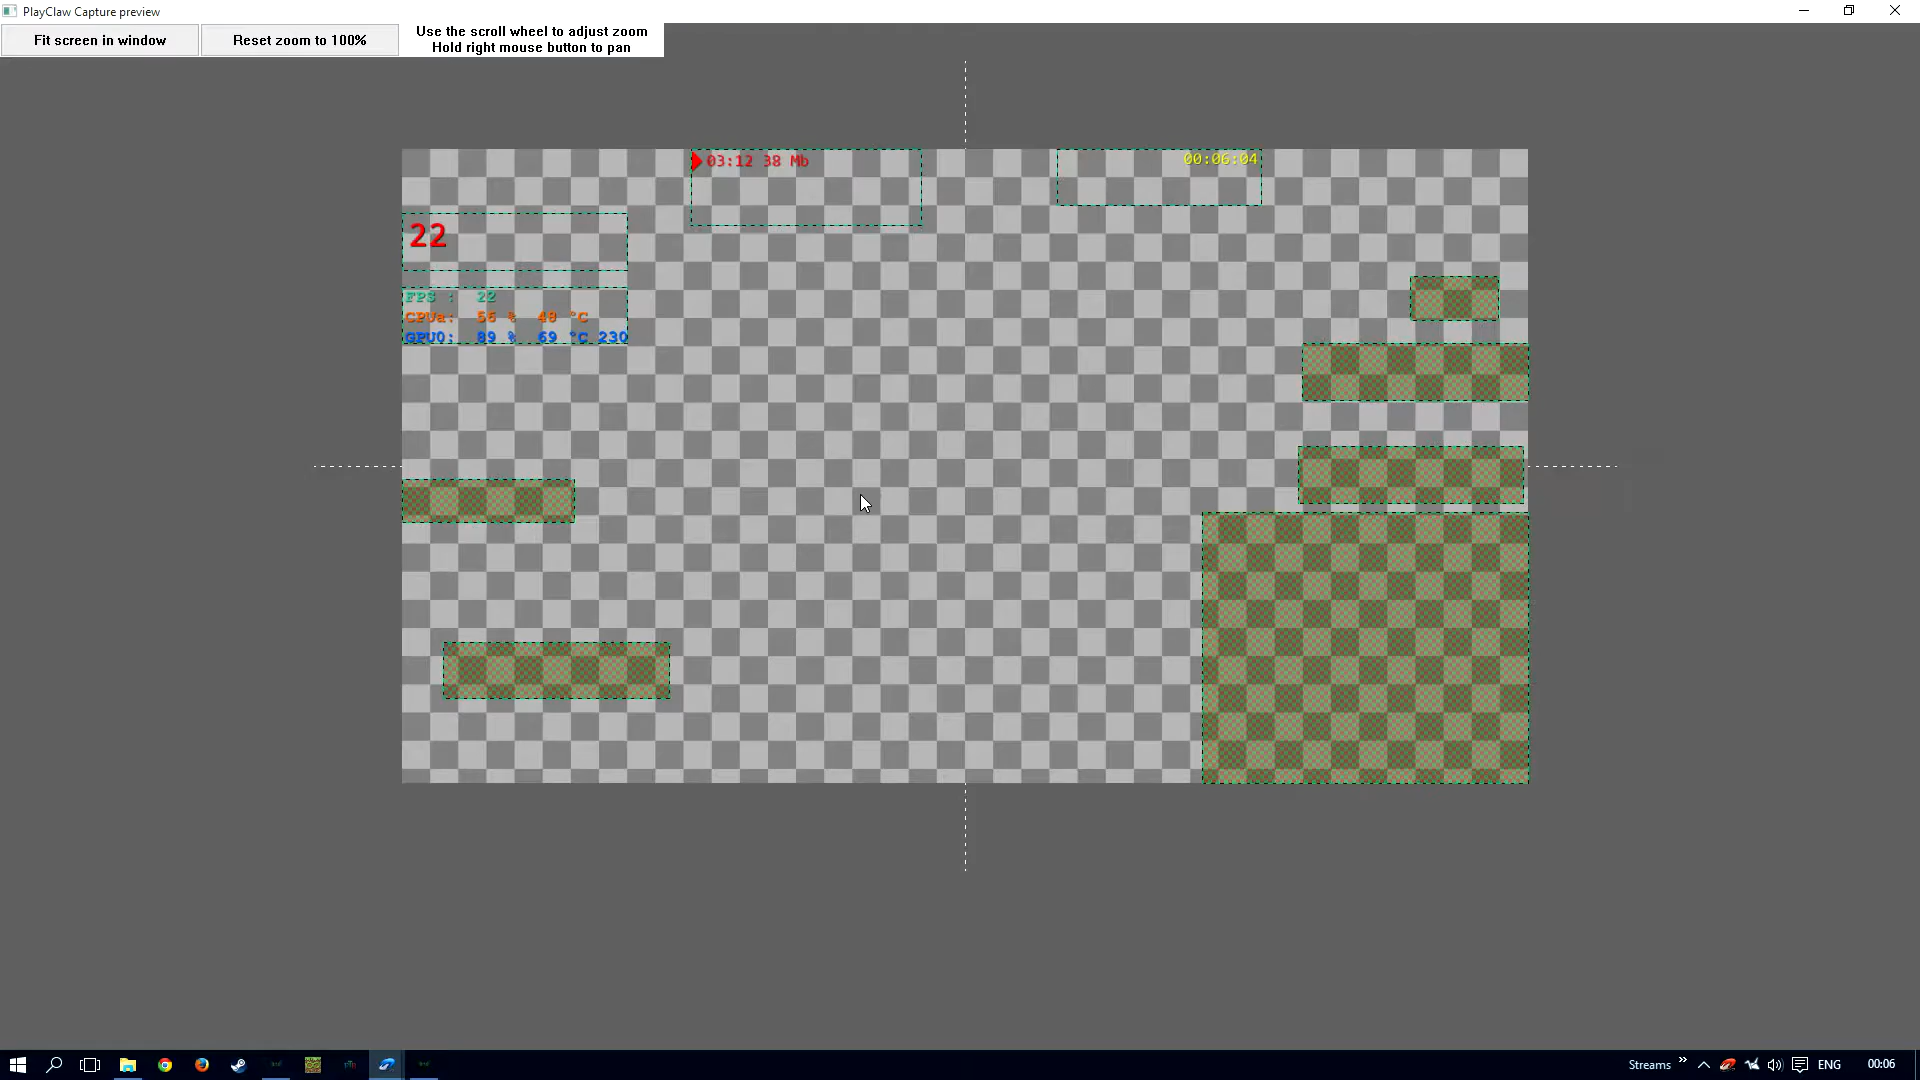 PlayClaw Capture preview
Fit screen in window
Reset zoom to 100%
Use the scroll wheel to adjust zoom
Hold right mouse button to pan
03:12 38 Mb
00:06:04
22
FPS : 22
CPUa: 56 % 48 °C
GPU0: 89 % 69 °C 230
Streams
ENG
00:06